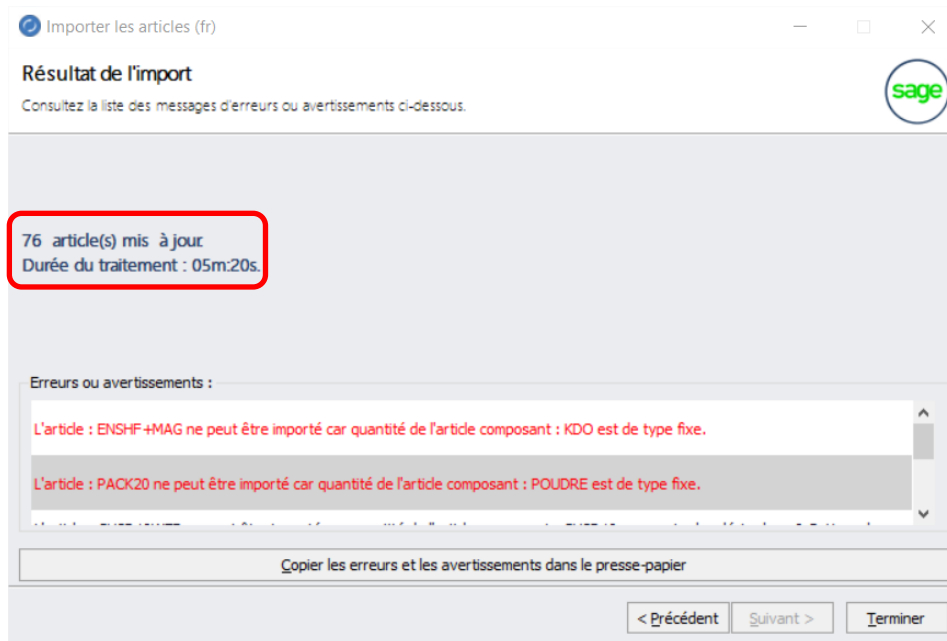 Importer les articles (fr)
Résultat de l'import
Consultez la liste des messages d'erreurs ou avertissements ci-dessous.
sage
76 article(s) mis à jour.
Durée du traitement : 05m:20s.
Erreurs ou avertissements :
L'article : ENSHF+MAG ne peut être importé car quantité de l'article composant : KDO est de type fixe.
L'article : PACK20 ne peut être importé car quantité de l'article composant : POUDRE est de type fixe.
Copier les erreurs et les avertissements dans le presse-papier
< Précédent
Suivant >
Terminer